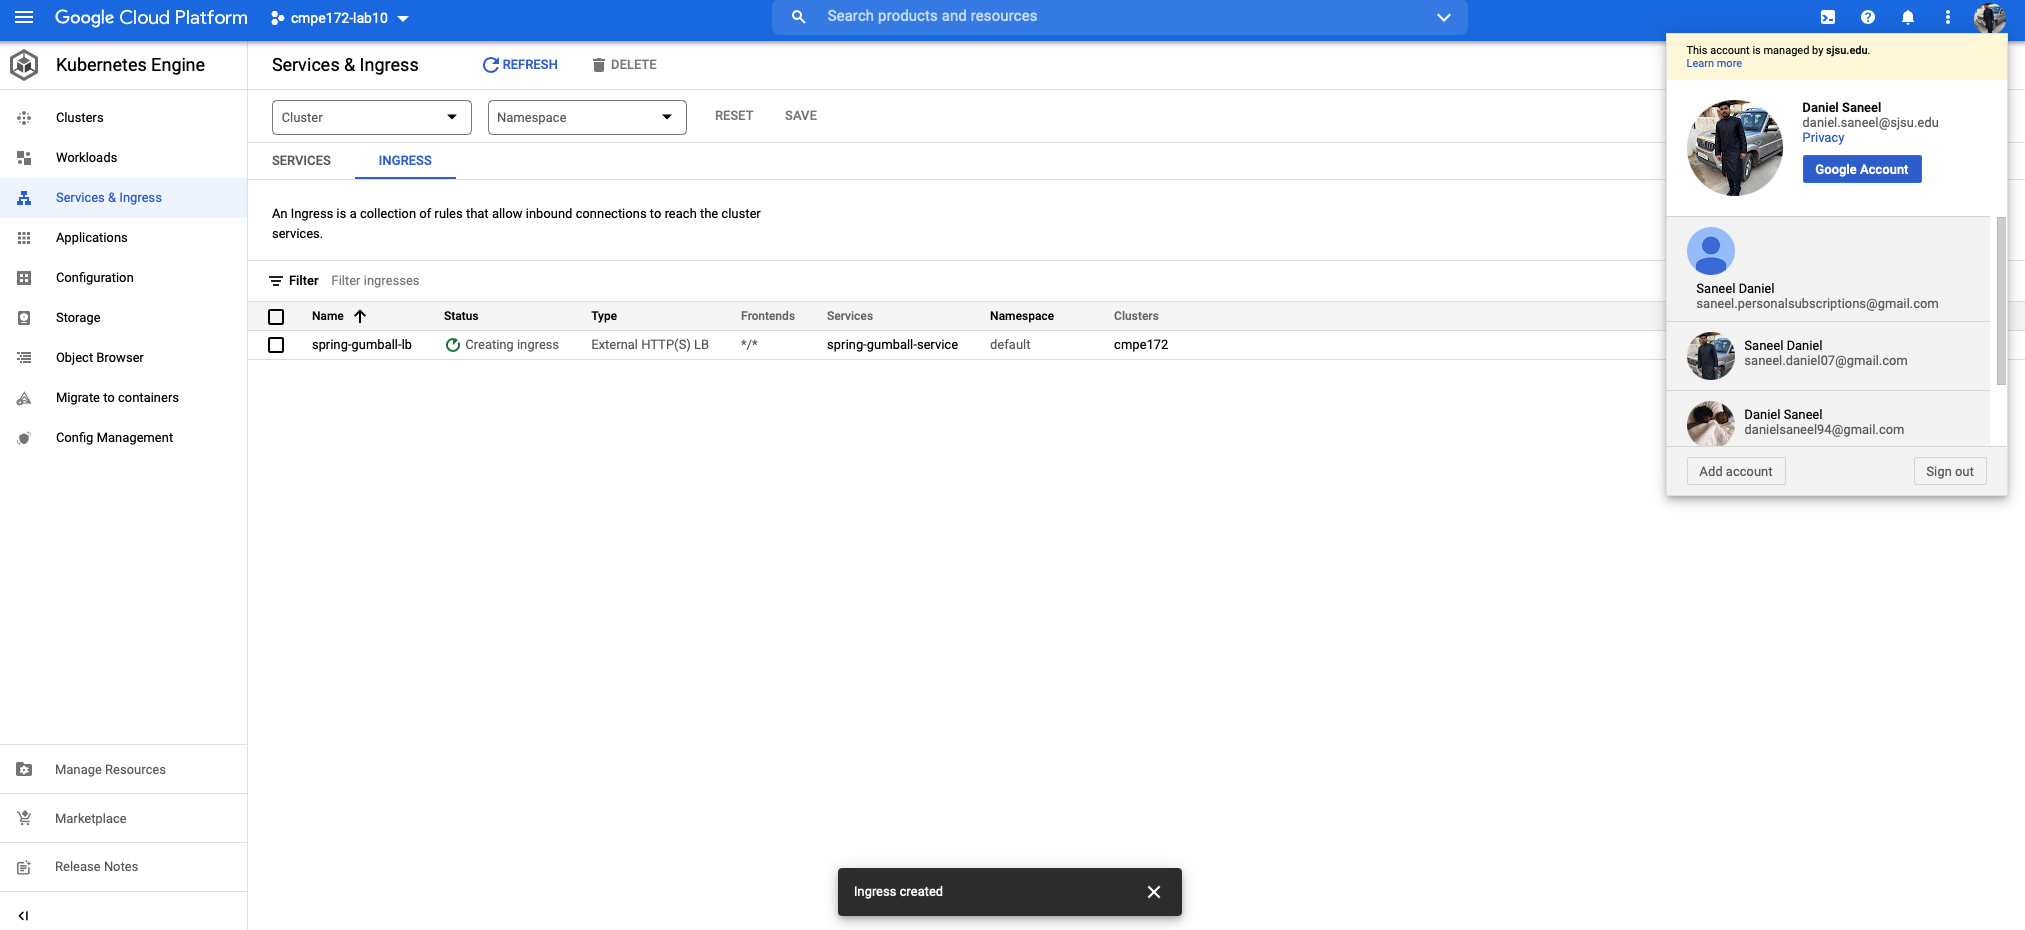 Google Cloud Platform
cmpe172-lab10
Search products and resources
Kubernetes Engine
Clusters
Workloads
Services & Ingress
Applications
Configuration
Storage
Object Browser
Migrate to containers
Config Management
Manage Resources
Marketplace
Release Notes
Services & Ingress
REFRESH
DELETE
Cluster
Namespace
RESET
SAVE
SERVICES
INGRESS
An Ingress is a collection of rules that allow inbound connections to reach the cluster
services.
Filter Filter ingresses
Name Status Type Frontends Services Namespace Clusters
spring-gumball-lb Creating ingress External HTTP(S) LB */* spring-gumball-service default cmpe172
Ingress created
This account is managed by sjsu.edu.
Learn more
Daniel Saneel
daniel.saneel@sjsu.edu
Privacy
Google Account
Saneel Daniel
saneel.personalsubscriptions@gmail.com
Saneel Daniel
saneel.daniel07@gmail.com
Daniel Saneel
danielsaneel94@gmail.com
Add account
Sign out